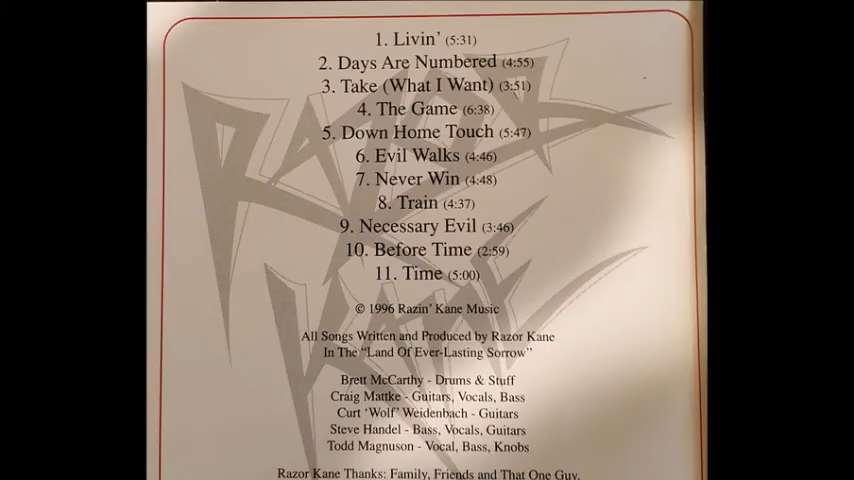 1. Livin' (5:31)
2. Days Are Numbered (4:55)
3. Take (What I Want) (3:51)
4. The Game (6:38)
5. Down Home Touch (5:47)
6. Evil Walks (4:46)
7. Never Win (4:48)
8. Train (4:37)
9. Necessary Evil (3:46)
10. Before Time (2:59)
11. Time (5:00)
© 1996 Razin' Kane Music
All Songs Written and Produced by Razor Kane
In The "Land Of Ever-Lasting Sorrow"
Brett McCarthy - Drums & Stuff
Craig Mattke - Guitars, Vocals, Bass
Curt 'Wolf' Weidenbach - Guitars
Steve Handel - Bass, Vocals, Guitars
Todd Magnuson - Vocal, Bass, Knobs
Razor Kane Thanks: Family, Friends and That One Guy.
RAZOR
KANE